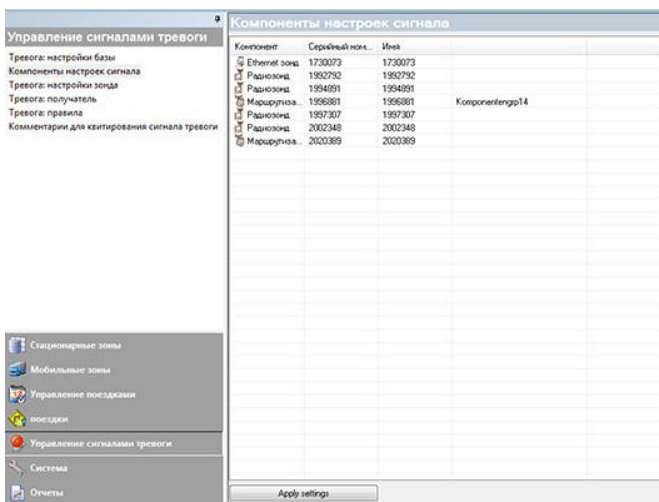 Управление сигналами тревоги
Тревога: настройки базы
Компоненты настроек сигнала
Тревога: настройки зонда
Тревога: получатель
Тревога: правила
Комментарии для квитирования сигнала тревоги
Стационарные зоны
Мобильные зоны
Управление поездками
поездки
Управление сигналами тревоги
Система
Отчеты
Компоненты настроек сигнала
Компонент Серийный ном... Имя
Ethernet зонд 1730073 1730073
Радиозонд 1992792 1992792
Радиозонд 1994891 1994891
Маршрутиза... 1996881 1996881 Komponentengrp14
Радиозонд 1997307 1997307
Радиозонд 2002348 2002348
Маршрутиза... 2020389 2020389
Apply settings